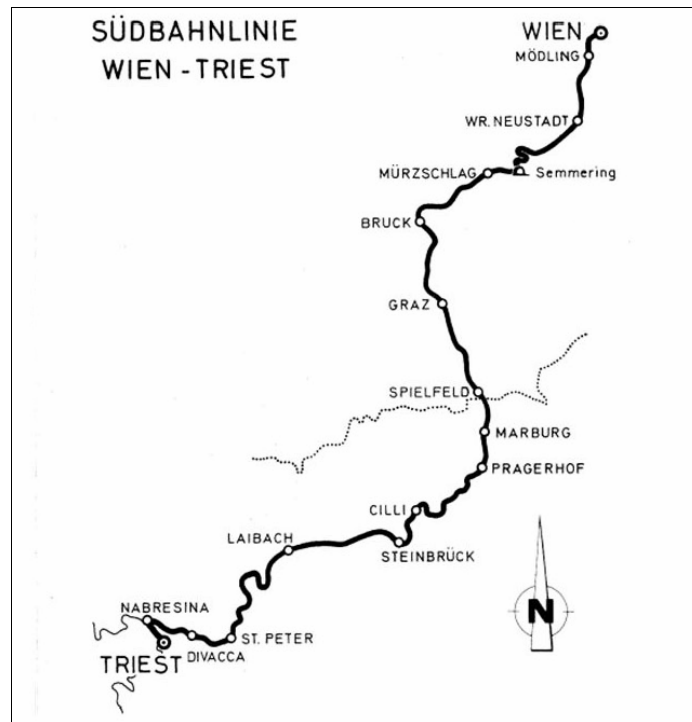 SÜDBAHNLINIE
WIEN - TRIEST
WIEN
MÖDLING
WR. NEUSTADT
MÜRZSCHLAG
Semmering
BRUCK
GRAZ
SPIELFELD
MARBURG
PRAGERHOF
CILLI
LAIBACH
STEINBRÜCK
NABRESINA
ST. PETER
TRIEST
DIVACCA
N